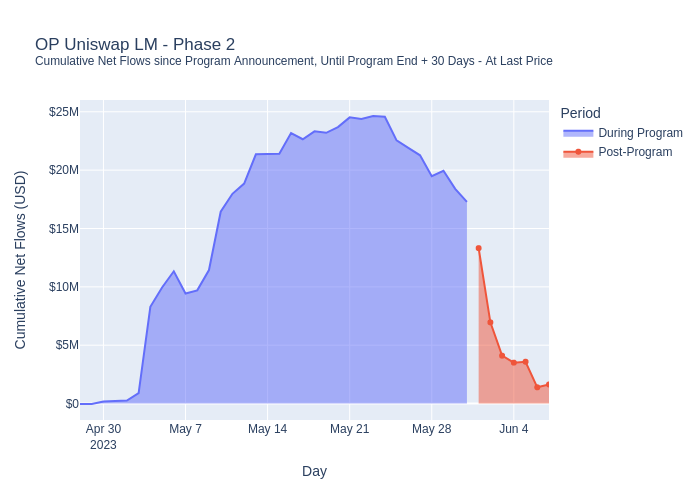 OP Uniswap LM - Phase 2
Cumulative Net Flows since Program Announcement, Until Program End + 30 Days - At Last Price
Period
During Program
Post-Program
Cumulative Net Flows (USD)
$25M
$20M
$15M
$10M
$5M
$0
Apr 30
2023
May 7
May 14
May 21
May 28
Jun 4
Day